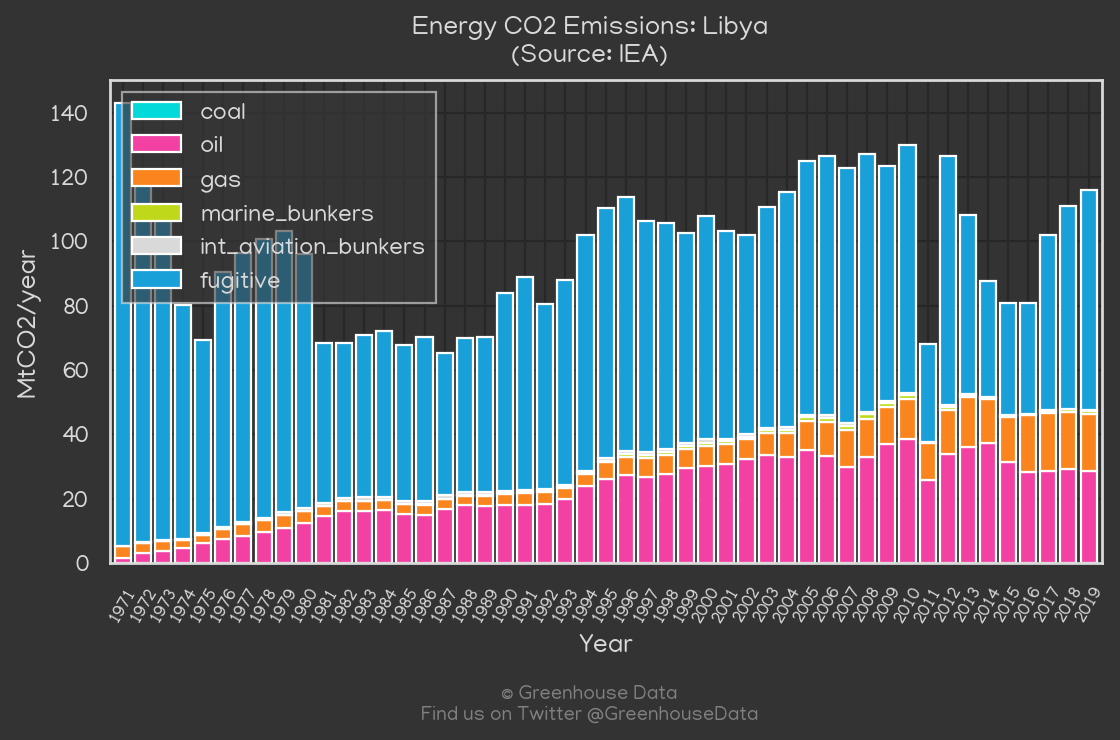 Energy CO2 Emissions: Libya
(Source: IEA)
MtCO2/year
140
120
100
80
60
40
20
0
coal
oil
gas
marine_bunkers
int_aviation_bunkers
fugitive
1971 1972 1973 1974 1975 1976 1977 1978 1979 1980 1981 1982 1983 1984 1985 1986 1987 1988 1989 1990 1991 1992 1993 1994 1995 1996 1997 1998 1999 2000 2001 2002 2003 2004 2005 2006 2007 2008 2009 2010 2011 2012 2013 2014 2015 2016 2017 2018 2019
Year
© Greenhouse Data
Find us on Twitter @GreenhouseData